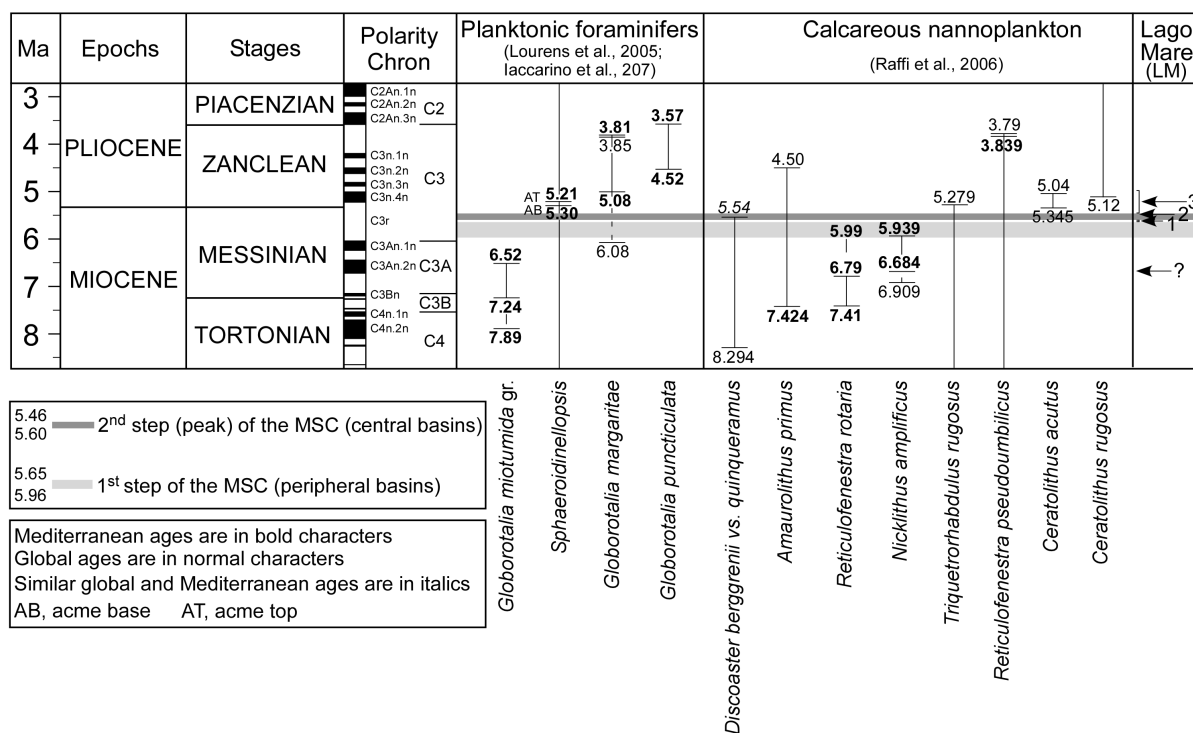 Ma
Epochs
Stages
Polarity
Chron
Planktonic foraminifers
(Lourens et al., 2005;
Iaccarino et al., 207)
Calcareous nannoplankton
(Raffi et al., 2006)
Lago
Mare
(LM)
3
4
5
6
7
8
PLIOCENE
MIOCENE
PIACENZIAN
ZANCLEAN
MESSINIAN
TORTONIAN
C2An.1n
C2An.2n
C2An.3n
C3n.1n
C3n.2n
C3n.3n
C3n.4n
C3r
C3An.1n
C3An.2n
C3Bn
C4n.1n
C4n.2n
C2
C3
C3A
C3B
C4
6.52
7.24
7.89
AT 5.21
AB 5.30
3.81
3.85
5.08
6.08
3.57
4.52
5.54
8.294
4.50
7.424
5.99
6.79
7.41
5.939
6.684
6.909
5.279
3.79
3.839
5.04
5.345
5.12
3
2
1
?
Globorotalia miotumida gr.
Sphaeroidinellopsis
Globorotalia margaritae
Globorotalia puncticulata
Discoaster berggrenii vs. quinqueramus
Amaurolithus primus
Reticulofenestra rotaria
Nicklithus amplificus
Triquetrorhabdulus rugosus
Reticulofenestra pseudoumbilicus
Ceratolithus acutus
Ceratolithus rugosus
5.46
5.60
2nd step (peak) of the MSC (central basins)
5.65
5.96
1st step of the MSC (peripheral basins)
Mediterranean ages are in bold characters
Global ages are in normal characters
Similar global and Mediterranean ages are in italics
AB, acme base AT, acme top